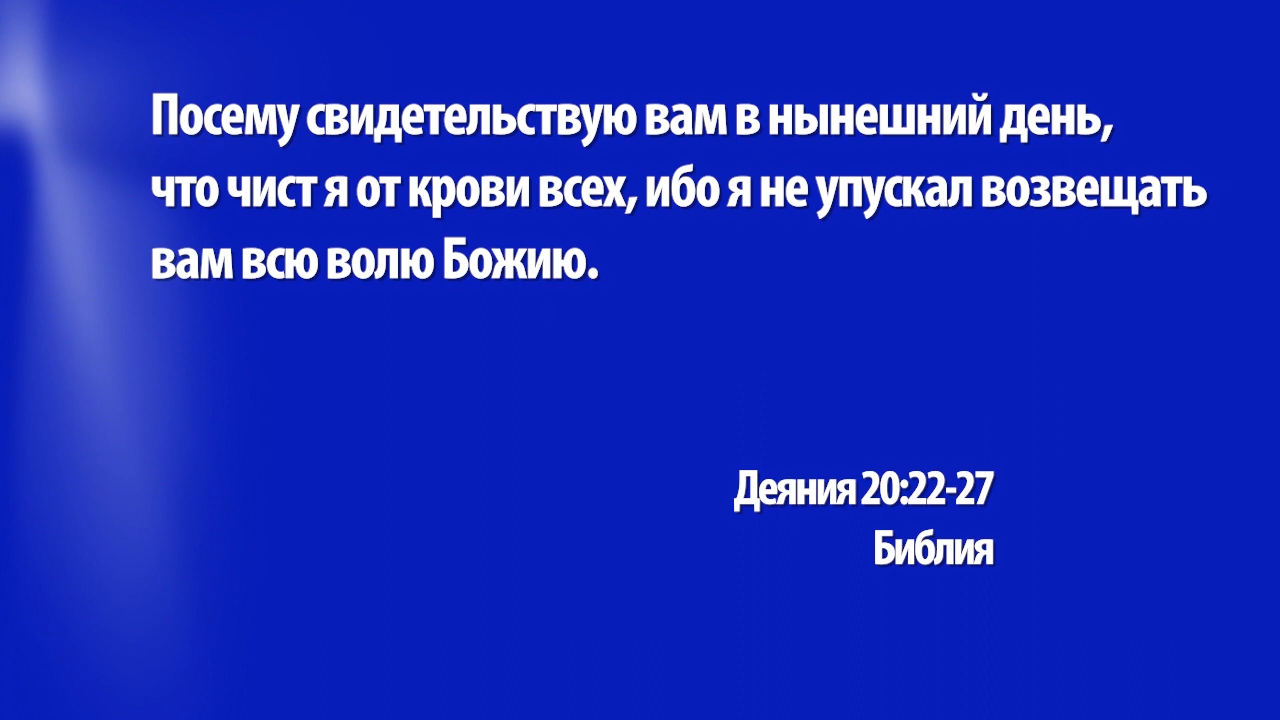 Посему свидетельствую вам в нынешний день,
что чист я от крови всех, ибо я не упускал возвещать
вам всю волю Божию.
Деяния 20:22-27
Библия